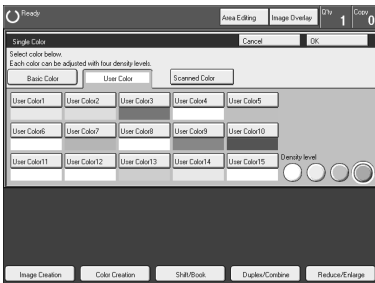 Ready Area Editing Image Overlay Q'ty 1 Copy 0
Single Color Cancel OK
Select color below.
Each color can be adjusted with four density levels.
Basic Color User Color Scanned Color
User Color1 User Color2 User Color3 User Color4 User Color5
User Color6 User Color7 User Color8 User Color9 User Color10
Density level
User Color11 User Color12 User Color13 User Color14 User Color15
Image Creation Color Creation Shift/Book Duplex/Combine Reduce/Enlarge